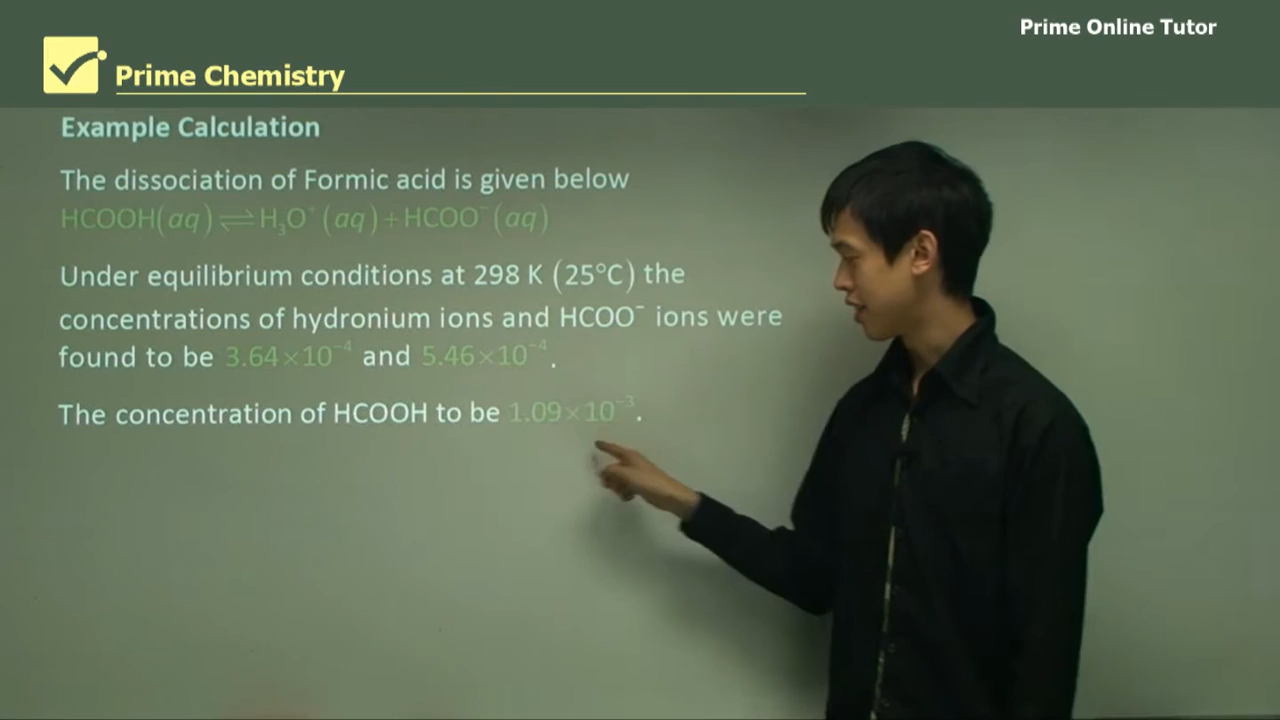 Prime Online Tutor
Prime Chemistry
Example Calculation
The dissociation of Formic acid is given below
HCOOH(aq) ⇌ H₃O⁺(aq) + HCOO⁻(aq)
Under equilibrium conditions at 298 K (25°C) the
concentrations of hydronium ions and HCOO⁻ ions were
found to be 3.64×10⁻⁴ and 5.46×10⁻⁴.
The concentration of HCOOH to be 1.09×10⁻³.